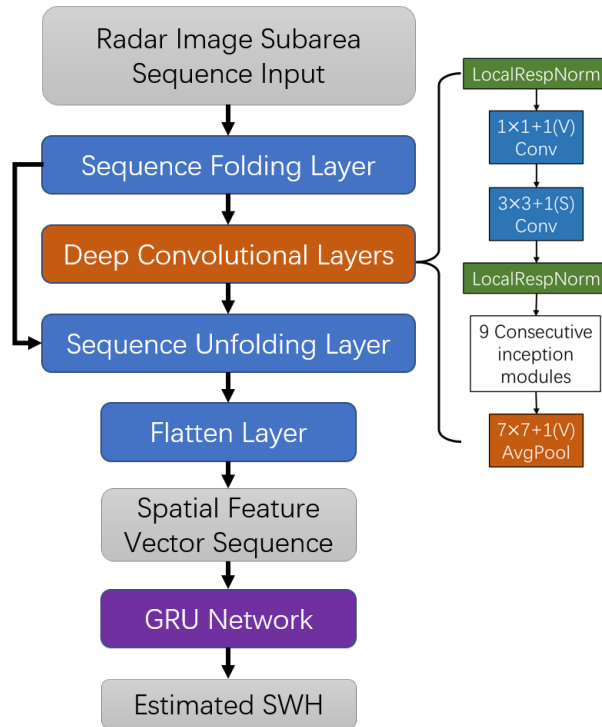 Radar Image Subarea
Sequence Input
Sequence Folding Layer
Deep Convolutional Layers
Sequence Unfolding Layer
Flatten Layer
Spatial Feature
Vector Sequence
GRU Network
Estimated SWH
LocalRespNorm
1×1+1(V)
Conv
3×3+1(S)
Conv
LocalRespNorm
9 Consecutive
inception
modules
7×7+1(V)
AvgPool